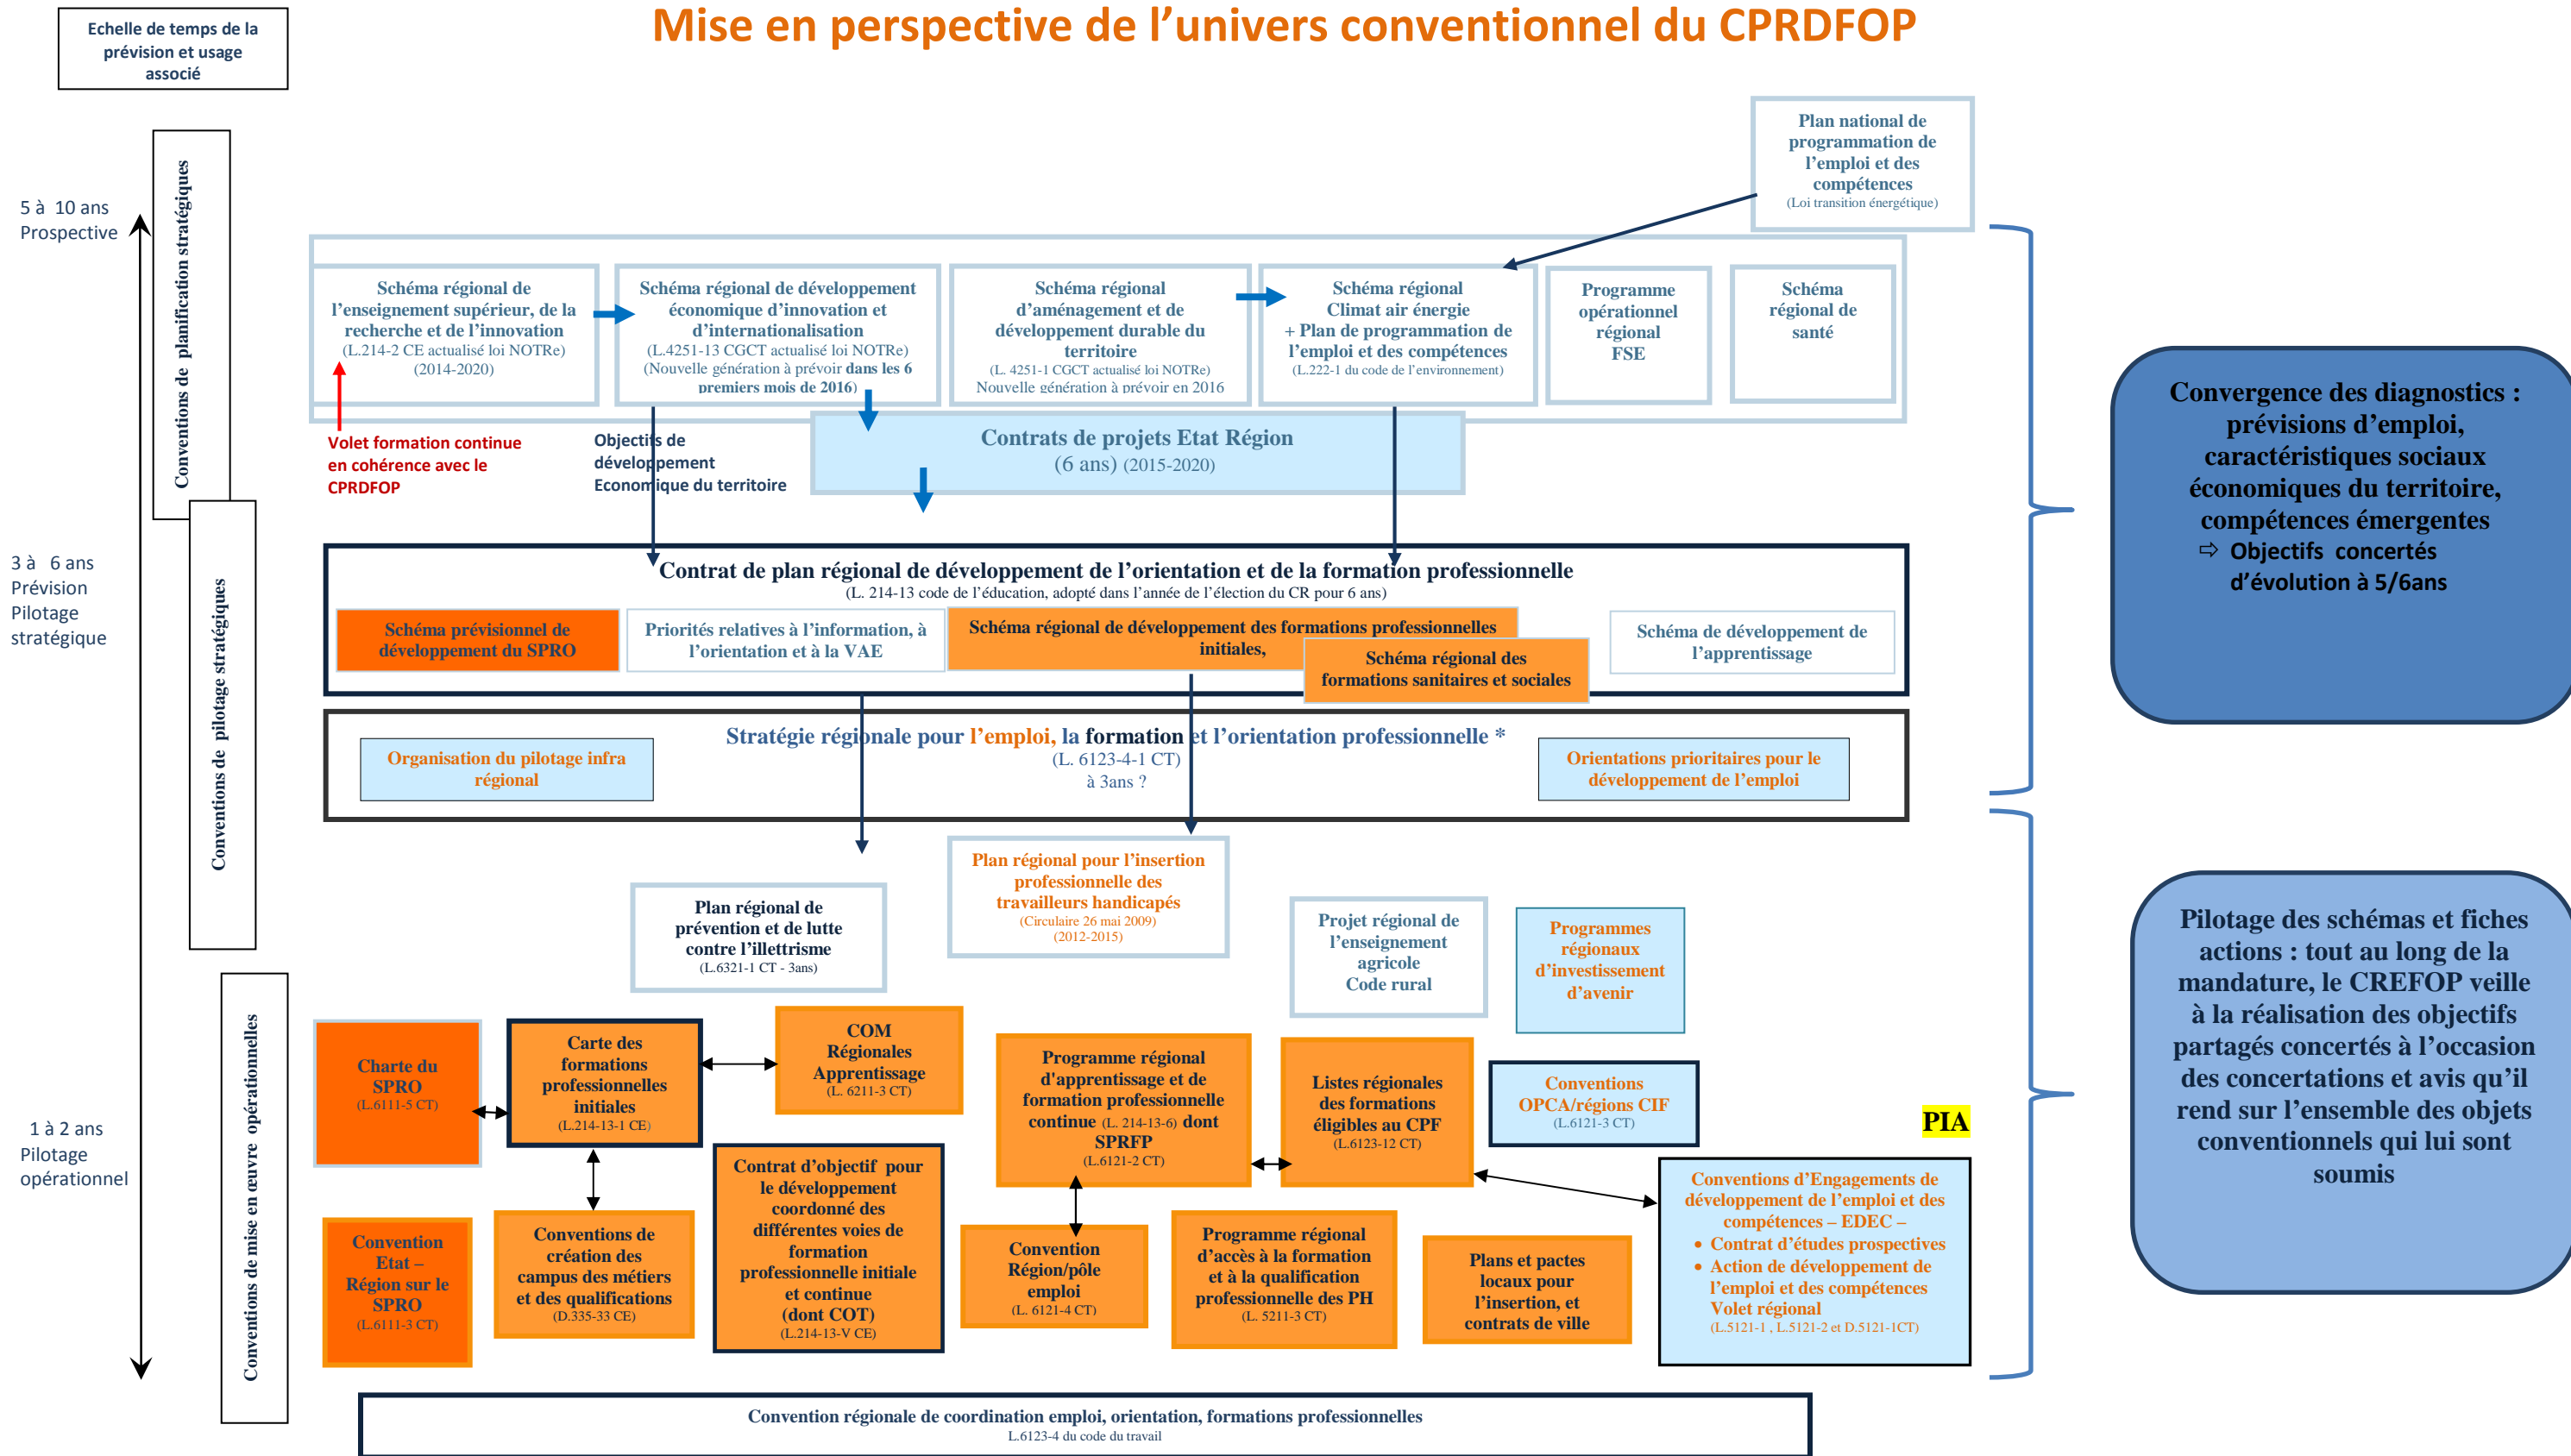 Mise en perspective de l’univers conventionnel du CPRDFOP
Echelle de temps de la
prévision et usage
associé
5 à 10 ans
Prospective
3 à 6 ans
Prévision
Pilotage
stratégique
1 à 2 ans
Pilotage
opérationnel
Conventions de planification stratégiques
Conventions de pilotage stratégiques
Conventions de mise en œuvre opérationnelles
Plan national de
programmation de
l’emploi et des
compétences
(Loi transition énergétique)
Schéma régional de
l’enseignement supérieur, de la
recherche et de l’innovation
(L.214-2 CE actualisé loi NOTRe)
(2014-2020)
Schéma régional de développement
économique d’innovation et
d’internationalisation
(L.4251-13 CGCT actualisé loi NOTRe)
(Nouvelle génération à prévoir dans les 6
premiers mois de 2016)
Schéma régional
d’aménagement et de
développement durable du
territoire
(L. 4251-1 CGCT actualisé loi NOTRe)
Nouvelle génération à prévoir en 2016
Schéma régional
Climat air énergie
+ Plan de programmation de
l’emploi et des compétences
(L.222-1 du code de l’environnement)
Programme
opérationnel
régional
FSE
Schéma
régional de
santé
Volet formation continue
en cohérence avec le
CPRDFOP
Objectifs de
développement
Economique du territoire
Contrats de projets Etat Région
(6 ans) (2015-2020)
Contrat de plan régional de développement de l’orientation et de la formation professionnelle
(L. 214-13 code de l’éducation, adopté dans l’année de l’élection du CR pour 6 ans)
Schéma prévisionnel de
développement du SPRO
Priorités relatives à l’information, à
l’orientation et à la VAE
Schéma régional de développement des formations professionnelles
initiales,
Schéma régional des
formations sanitaires et sociales
Schéma de développement de
l’apprentissage
Stratégie régionale pour l’emploi, la formation et l’orientation professionnelle *
(L. 6123-4-1 CT)
à 3ans ?
Organisation du pilotage infra
régional
Orientations prioritaires pour le
développement de l’emploi
Plan régional de
prévention et de lutte
contre l’illettrisme
(L.6321-1 CT - 3ans)
Plan régional pour l’insertion
professionnelle des
travailleurs handicapés
(Circulaire 26 mai 2009)
(2012-2015)
Projet régional de
l’enseignement
agricole
Code rural
Programmes
régionaux
d’investissement
d’avenir
Charte du
SPRO
(L.6111-5 CT)
Carte des
formations
professionnelles
initiales
(L.214-13-1 CE)
COM
Régionales
Apprentissage
(L. 6211-3 CT)
Programme régional
d'apprentissage et de
formation professionnelle
continue (L. 214-13-6) dont
SPRFP
(L.6121-2 CT)
Listes régionales
des formations
éligibles au CPF
(L.6123-12 CT)
Conventions
OPCA/régions CIF
(L.6121-3 CT)
PIA
Convention
Etat –
Région sur le
SPRO
(L.6111-3 CT)
Conventions de
création des
campus des métiers
et des qualifications
(D.335-33 CE)
Contrat d’objectif pour
le développement
coordonné des
différentes voies de
formation
professionnelle initiale
et continue
(dont COT)
(L.214-13-V CE)
Convention
Région/pôle
emploi
(L. 6121-4 CT)
Programme régional
d’accès à la formation
et à la qualification
professionnelle des PH
(L. 5211-3 CT)
Plans et pactes
locaux pour
l’insertion, et
contrats de ville
Conventions d’Engagements de
développement de l’emploi et des
compétences – EDEC –
• Contrat d’études prospectives
• Action de développement de
l’emploi et des compétences
Volet régional
(L.5121-1 , L.5121-2 et D.5121-1CT)
Convention régionale de coordination emploi, orientation, formations professionnelles
L.6123-4 du code du travail
Convergence des diagnostics :
prévisions d’emploi,
caractéristiques sociaux
économiques du territoire,
compétences émergentes
⇨ Objectifs concertés
d’évolution à 5/6ans
Pilotage des schémas et fiches
actions : tout au long de la
mandature, le CREFOP veille
à la réalisation des objectifs
partagés concertés à l’occasion
des concertations et avis qu’il
rend sur l’ensemble des objets
conventionnels qui lui sont
soumis